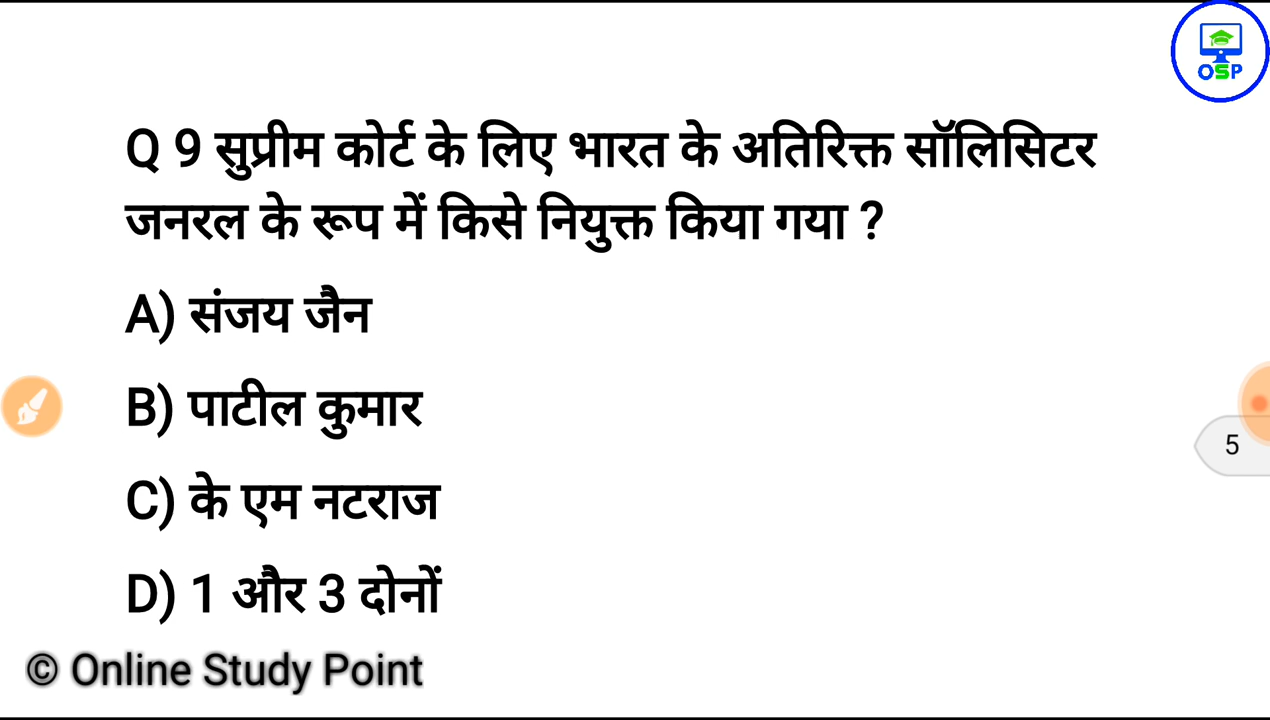 OSP
Q 9 सुप्रीम कोर्ट के लिए भारत के अतिरिक्त सॉलिसिटर
जनरल के रूप में किसे नियुक्त किया गया ?
A) संजय जैन
B) पाटील कुमार
C) के एम नटराज
5
D) 1 और 3 दोनों
© Online Study Point